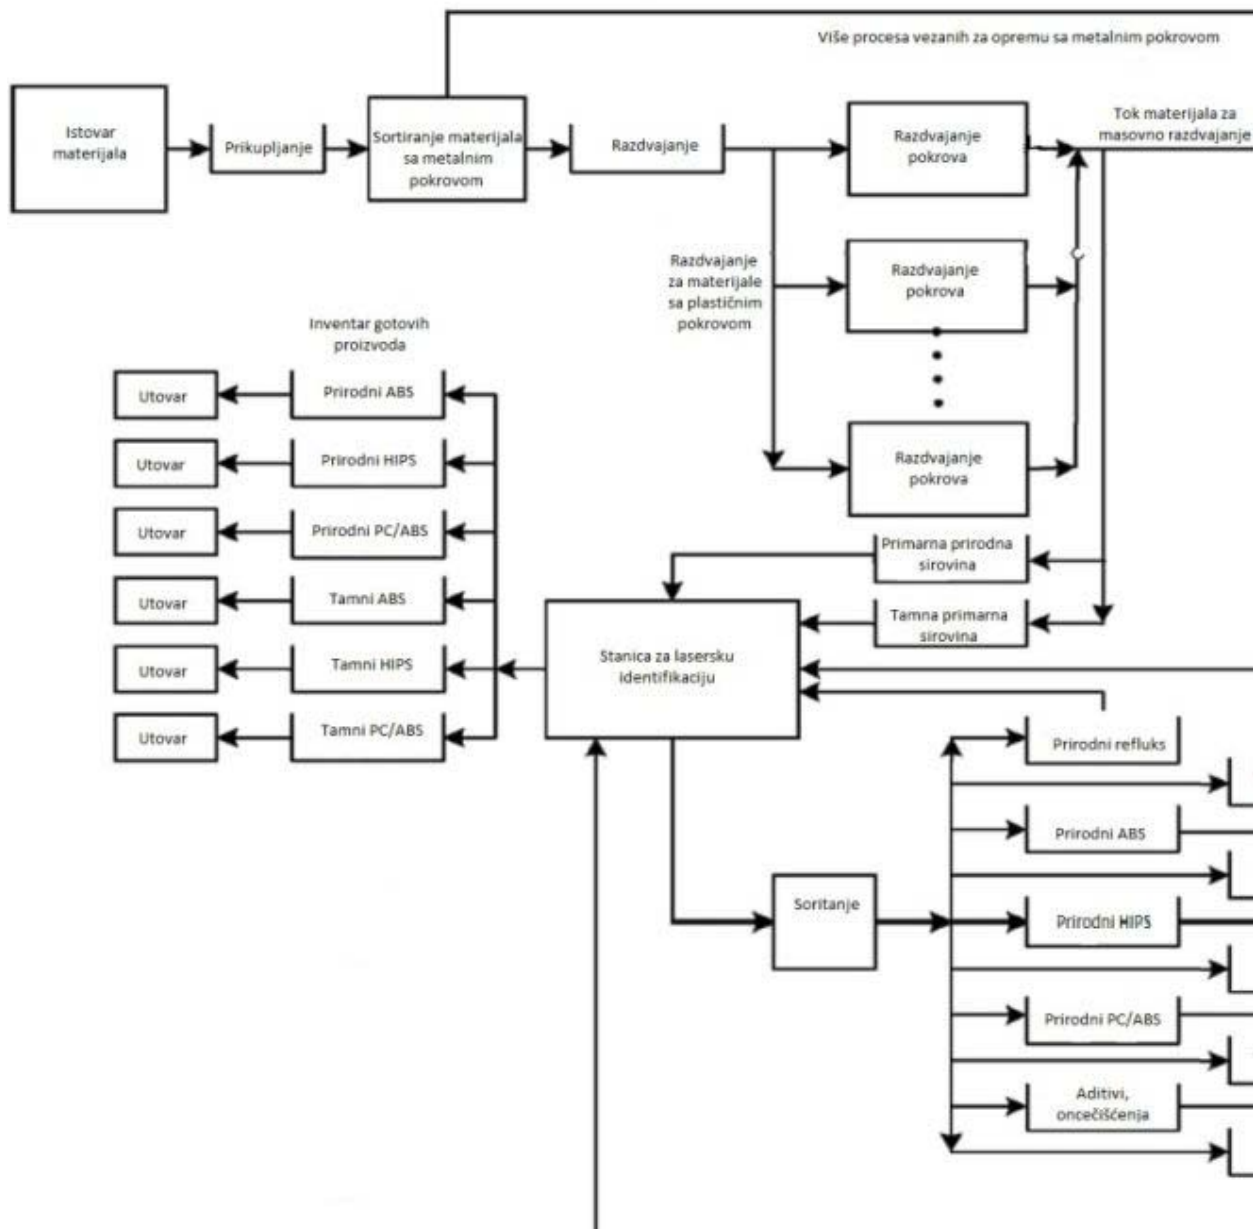 Više procesa vezanih za opremu sa metalnim pokrovom
Istovar
materijala
Prikupljanje
Sortiranje materijala
sa metalnim
pokrovom
Razdvajanje
Razdvajanje
pokrova
Tok materijala za
masovno razdvajanje
Razdvajanje
za materijale
sa plastičnim
pokrovom
Razdvajanje
pokrova
Razdvajanje
pokrova
Inventar gotovih
proizvoda
Utovar
Prirodni ABS
Utovar
Prirodni HIPS
Utovar
Prirodni PC/ABS
Utovar
Tamni ABS
Utovar
Tamni HIPS
Utovar
Tamni PC/ABS
Primarna prirodna
sirovina
Tamna primarna
sirovina
Stanica za lasersku
identifikaciju
Prirodni refluks
Prirodni ABS
Soritanje
Prirodni HIPS
Prirodni PC/ABS
Aditivi,
oncečišćenja